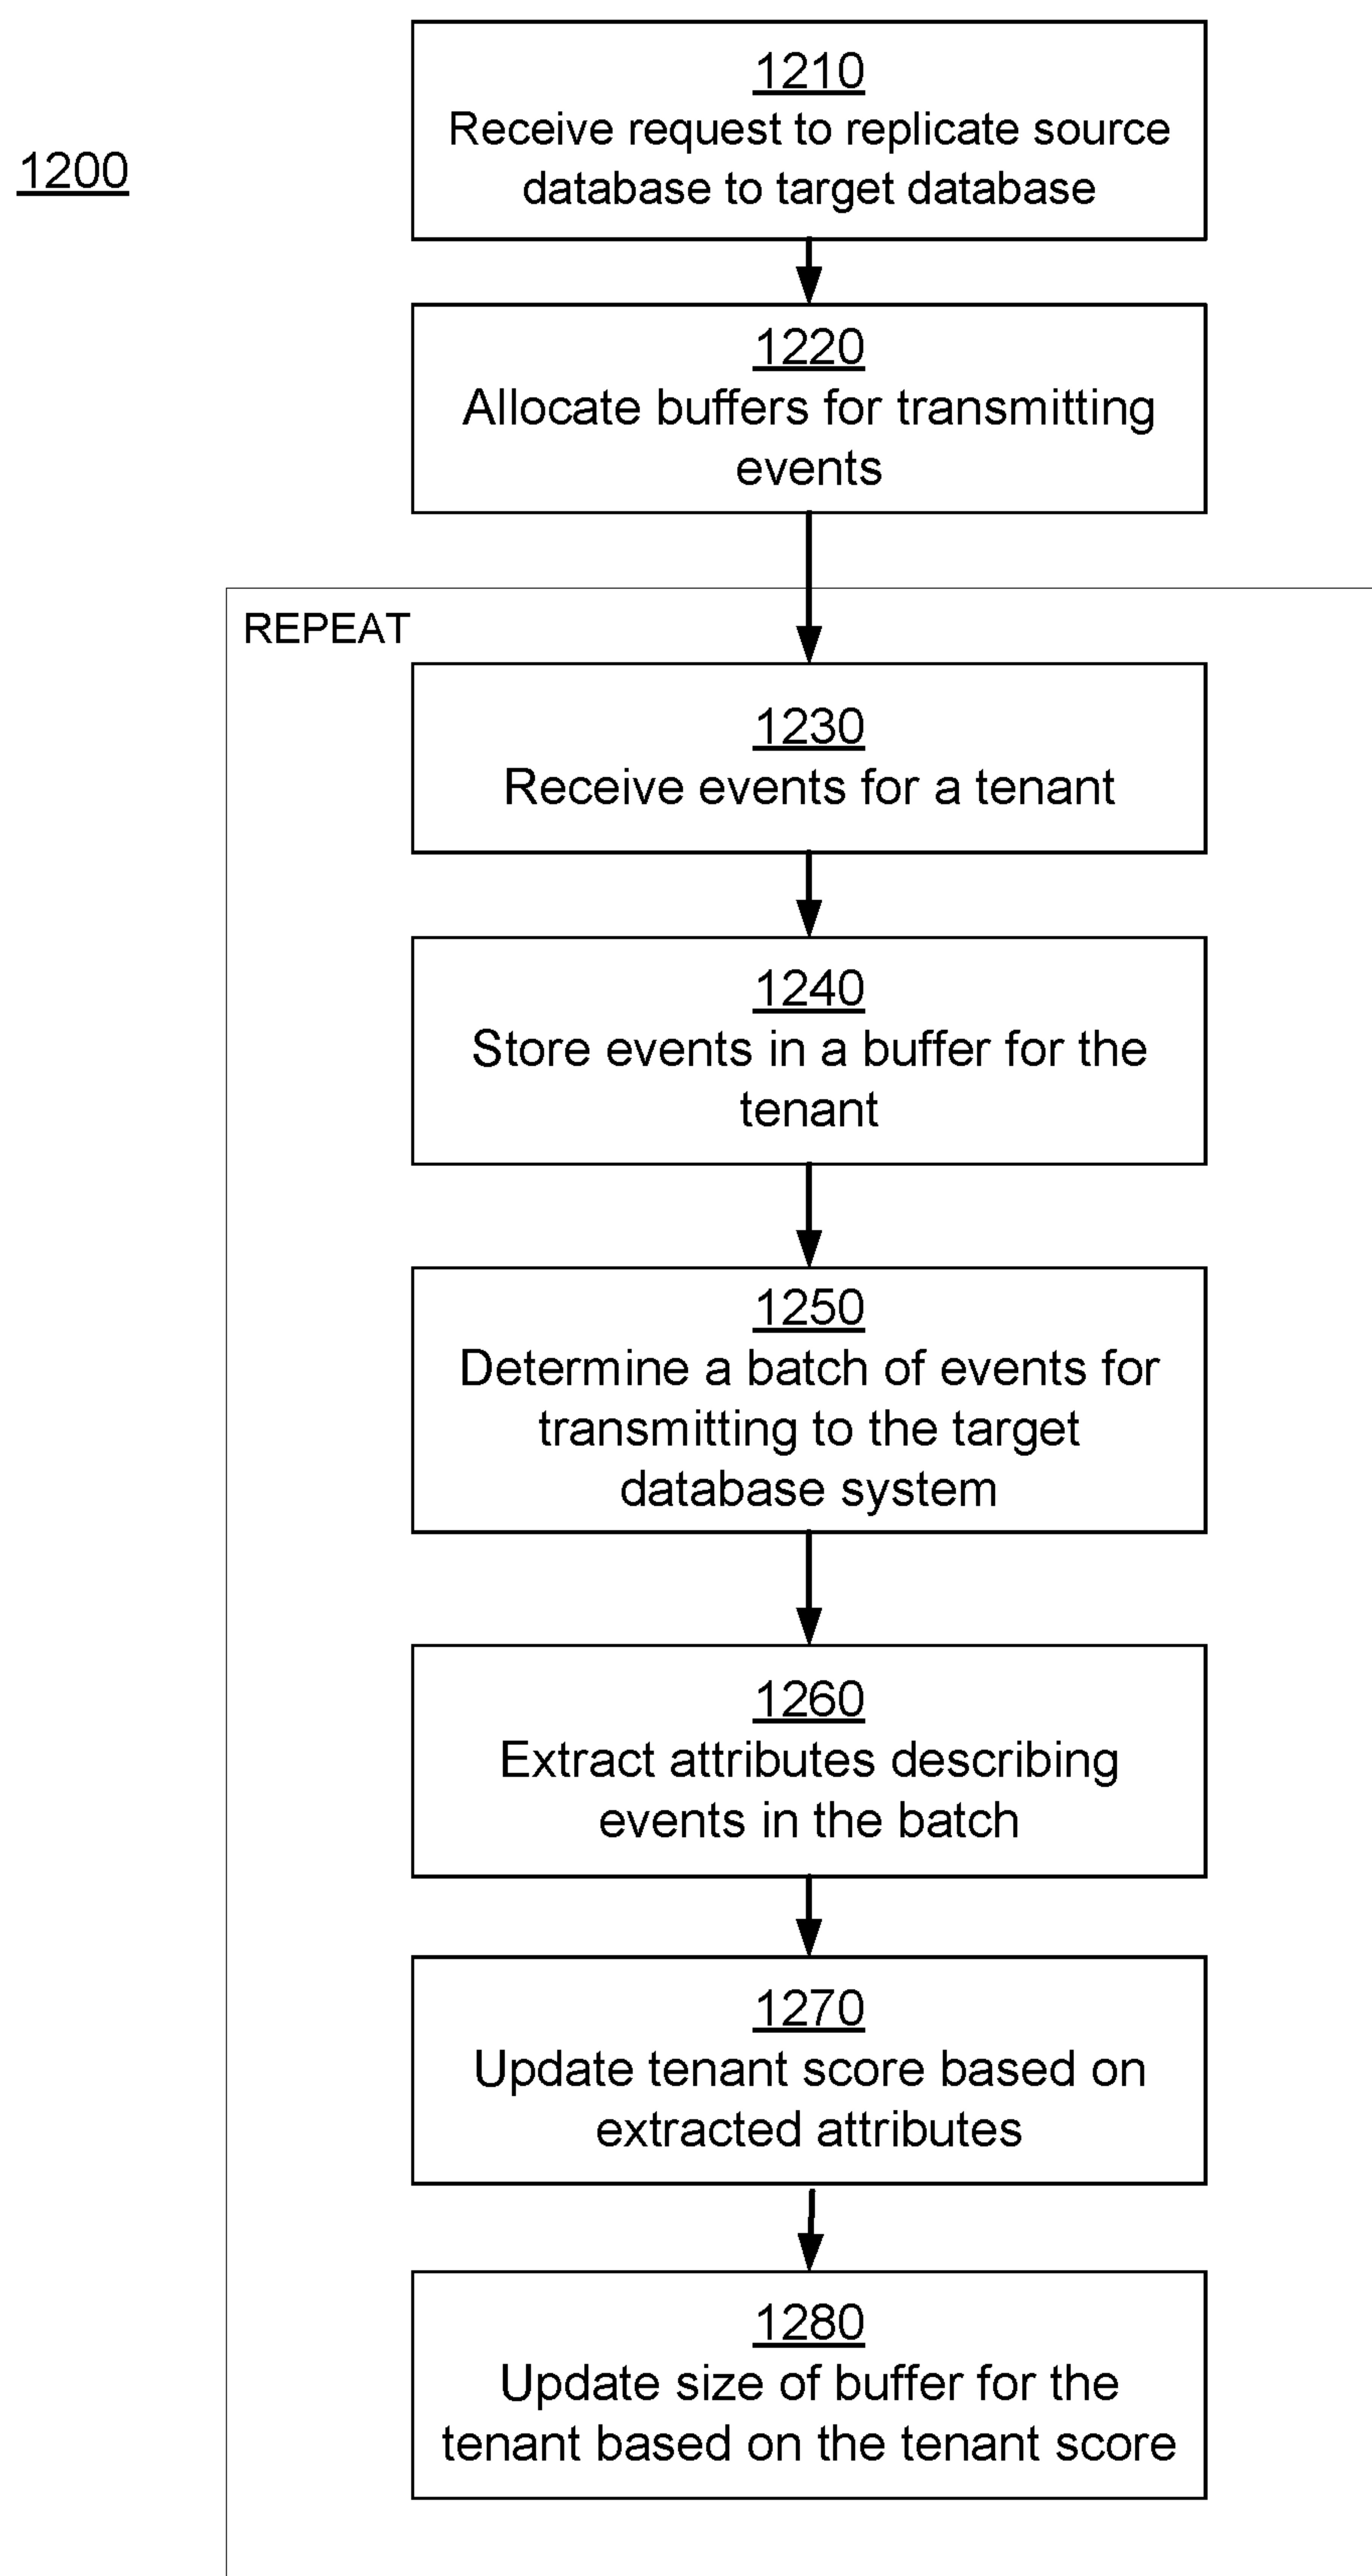 1200
1210
Receive request to replicate source
database to target database
1220
Allocate buffers for transmitting
events
REPEAT
1230
Receive events for a tenant
1240
Store events in a buffer for the
tenant
1250
Determine a batch of events for
transmitting to the target
database system
1260
Extract attributes describing
events in the batch
1270
Update tenant score based on
extracted attributes
1280
Update size of buffer for the
tenant based on the tenant score